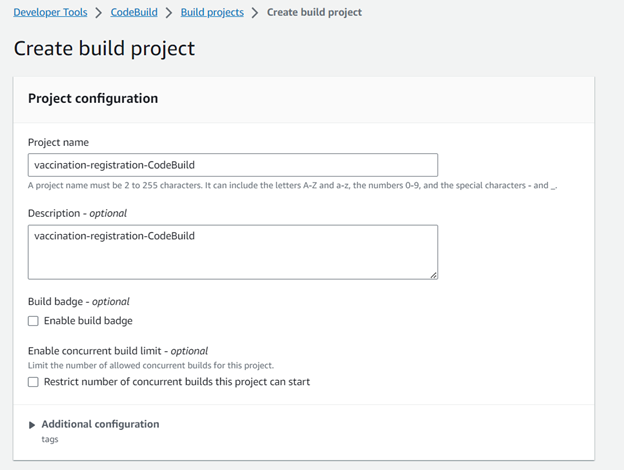 Developer Tools > CodeBuild > Build projects > Create build project
Create build project
Project configuration
Project name
vaccination-registration-CodeBuild
A project name must be 2 to 255 characters. It can include the letters A-Z and a-z, the numbers 0-9, and the special characters - and _.
Description - optional
vaccination-registration-CodeBuild
Build badge - optional
Enable build badge
Enable concurrent build limit - optional
Limit the number of allowed concurrent builds for this project.
Restrict number of concurrent builds this project can start
Additional configuration
tags